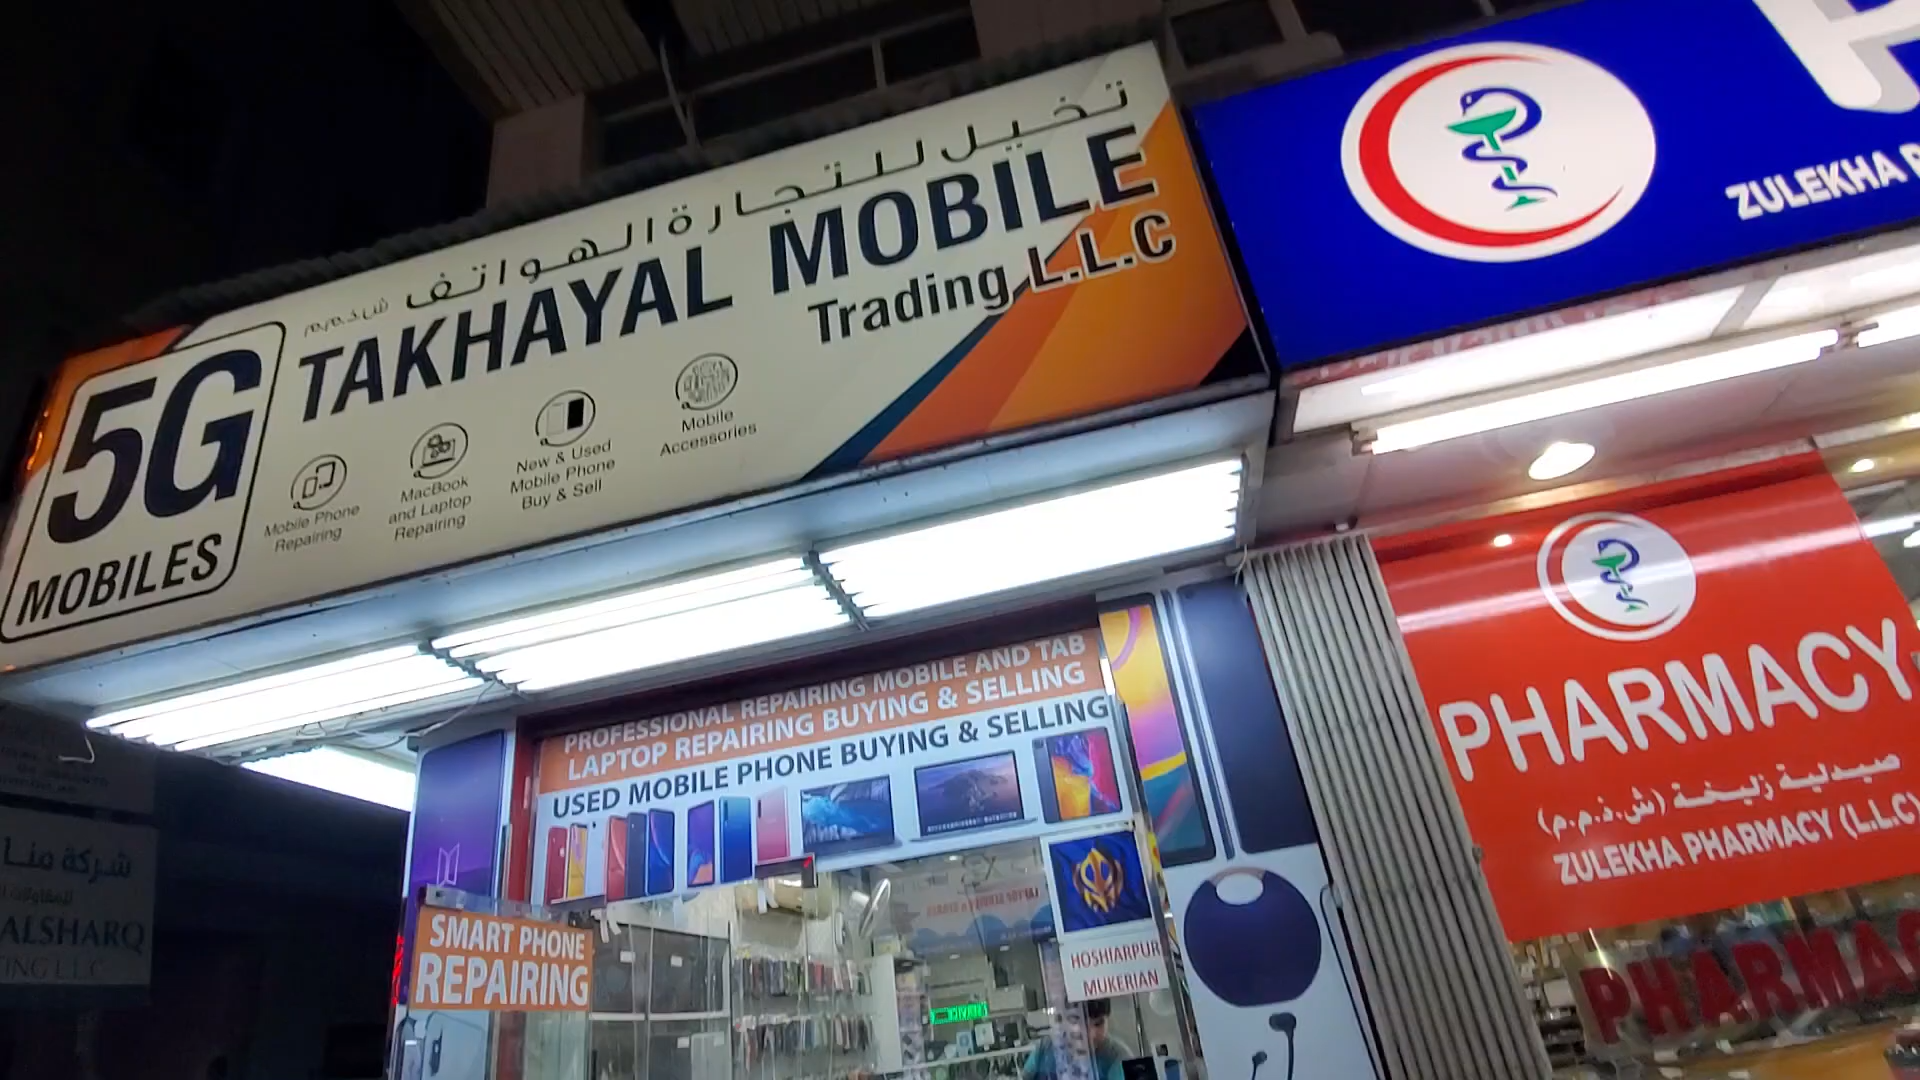 تخيل للتجارة الهواتف ش.ذ.م.م
TAKHAYAL MOBILE
Trading L.L.C
5G
MOBILES
Mobile Phone
Repairing
MacBook
and Laptop
Repairing
New & Used
Mobile Phone
Buy & Sell
Mobile
Accessories
ZULEKHA
PROFESSIONAL REPAIRING MOBILE AND TAB
LAPTOP REPAIRING BUYING & SELLING
USED MOBILE PHONE BUYING & SELLING
SMART PHONE
REPAIRING
HOSHIARPUR
MUKERIAN
PHARMACY
صيدلية زليخة (ش.ذ.م.م)
ZULEKHA PHARMACY (L.L.C)
PHARMAC
شركة منا
ALSHARQ
TING L.L.C